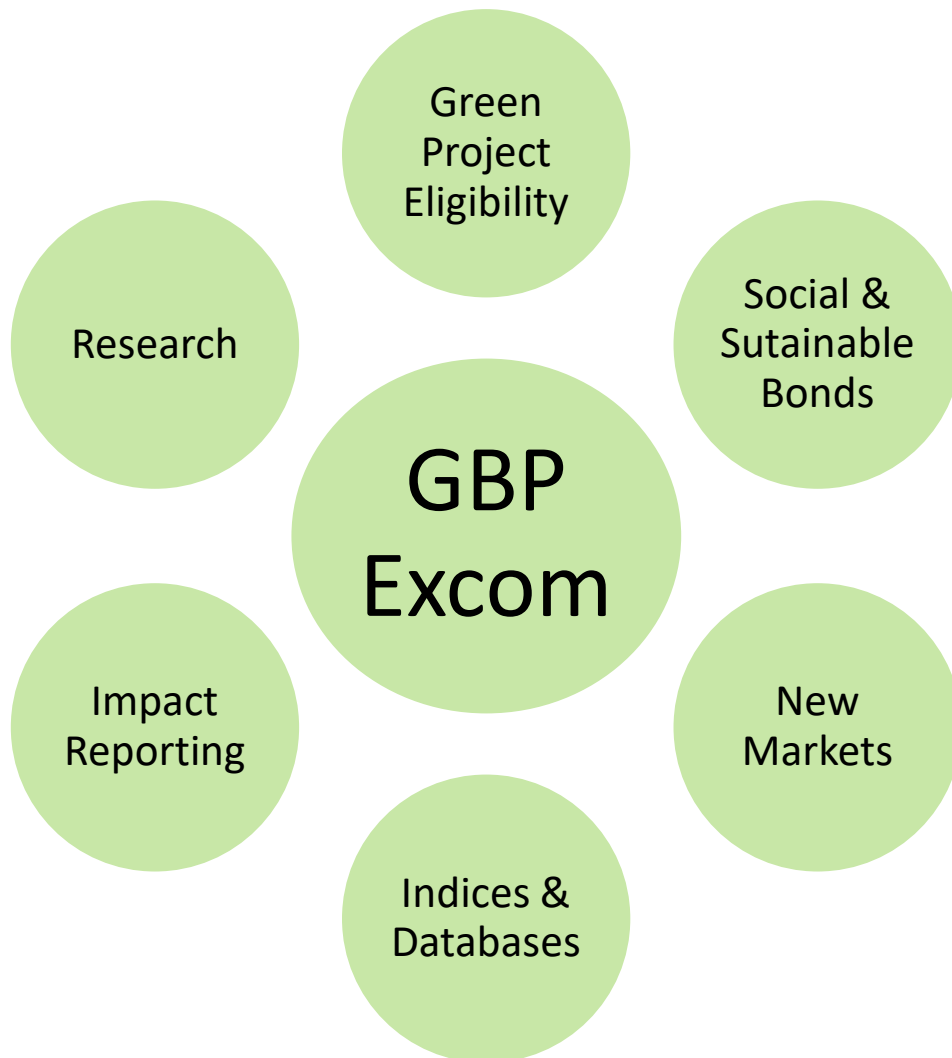 Green
Project
Eligibility
Social &
Sutainable
Bonds
Research
GBP
Excom
New
Markets
Impact
Reporting
Indices &
Databases